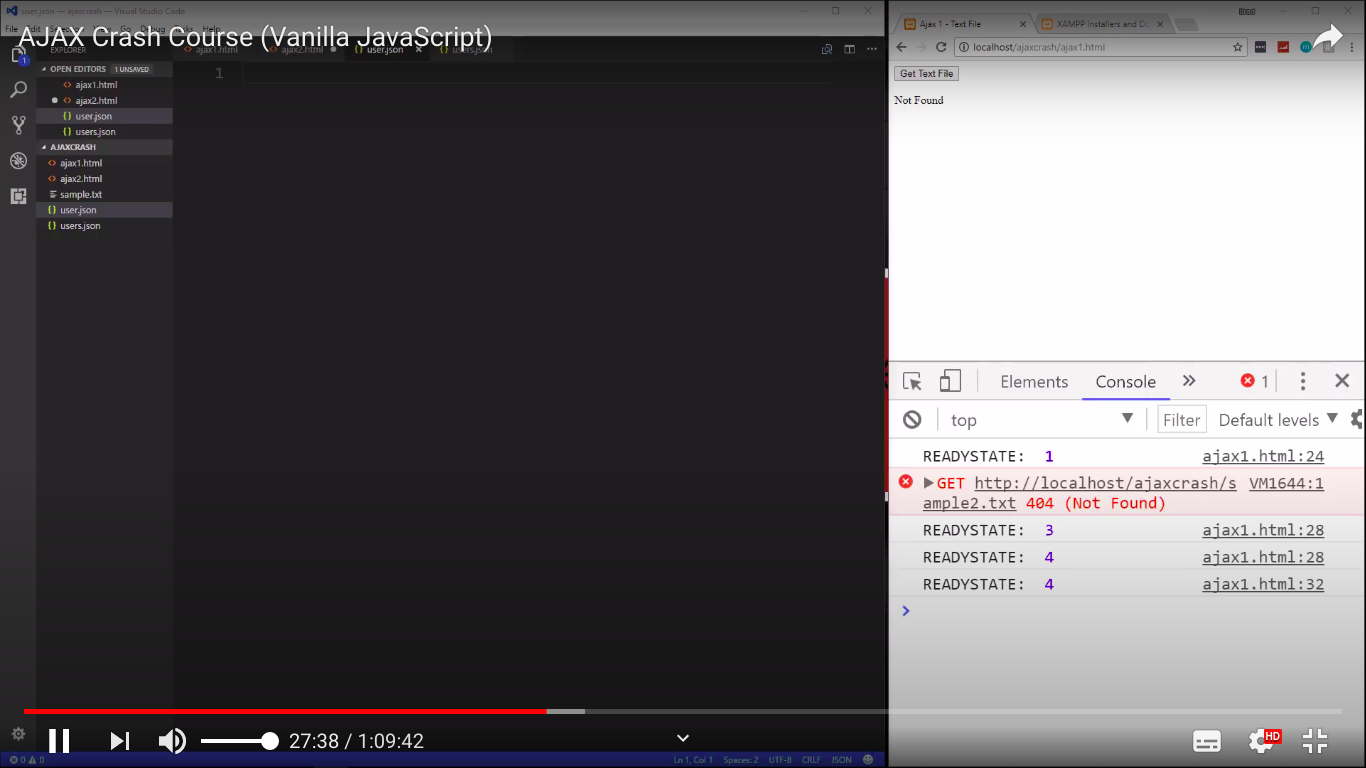 user.json — ajaxcrash — Visual Studio Code
AJAX Crash Course (Vanilla JavaScript)
File Edit Go Debug Tasks Help
EXPLORER
ajax1.html ajax2.html user.json users.json
OPEN EDITORS 1 UNSAVED
ajax1.html
ajax2.html
user.json
users.json
AJAXCRASH
ajax1.html
ajax2.html
sample.txt
user.json
users.json
1
1
Ajax 1 - Text File
XAMPP Installers and Do
localhost/ajaxcrash/ajax1.html
Get Text File
Not Found
Elements Console 1
top Filter Default levels
READYSTATE: 1 ajax1.html:24
GET http://localhost/ajaxcrash/s VM1644:1
ample2.txt 404 (Not Found)
READYSTATE: 3 ajax1.html:28
READYSTATE: 4 ajax1.html:28
READYSTATE: 4 ajax1.html:32
27:38 / 1:09:42
HD
0 0 Ln 1, Col 1 Spaces: 2 UTF-8 CRLF JSON